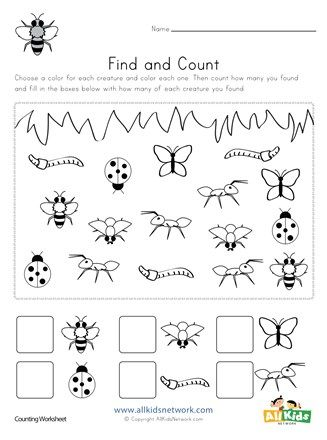 Name
Find and Count
Choose a color for each creature and color each one. Then count how many you found
and fill in the boxes below with how many of each creature you found.
www.allkidsnetwork.com
Copyright © AllKidsNetwork.com
Counting Worksheet
All Kids
NETWORK